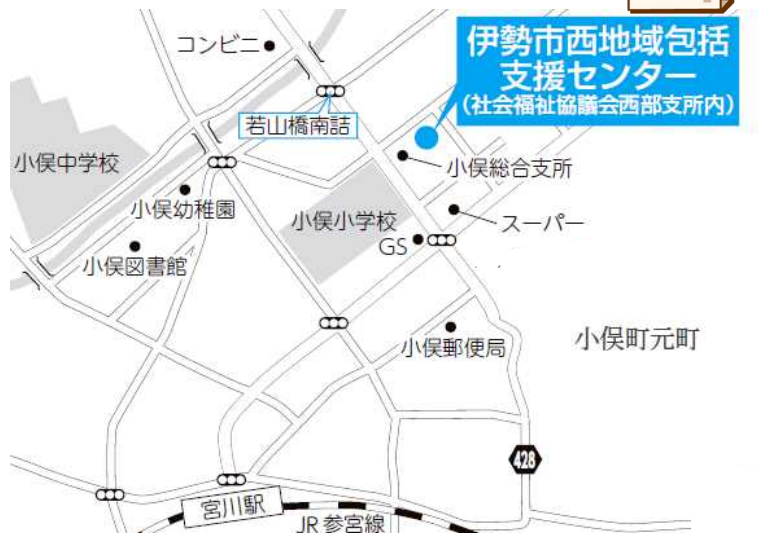 コンビニ
伊勢市西地域包括
支援センター
(社会福祉協議会西部支所内)
若山橋南詰
小俣中学校
小俣総合支所
小俣幼稚園
小俣小学校
スーパー
GS
小俣図書館
小俣郵便局
小俣町元町
428
宮川駅
JR参宮線